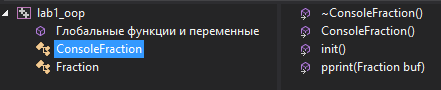 lab1_oop
Глобальные функции и переменные
ConsoleFraction
Fraction
~ConsoleFraction()
ConsoleFraction()
init()
pprint(Fraction buf)